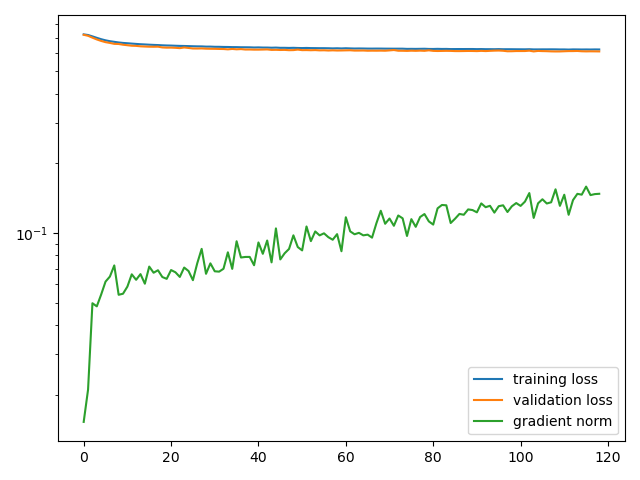 10⁻¹
training loss
validation loss
gradient norm
0 20 40 60 80 100 120